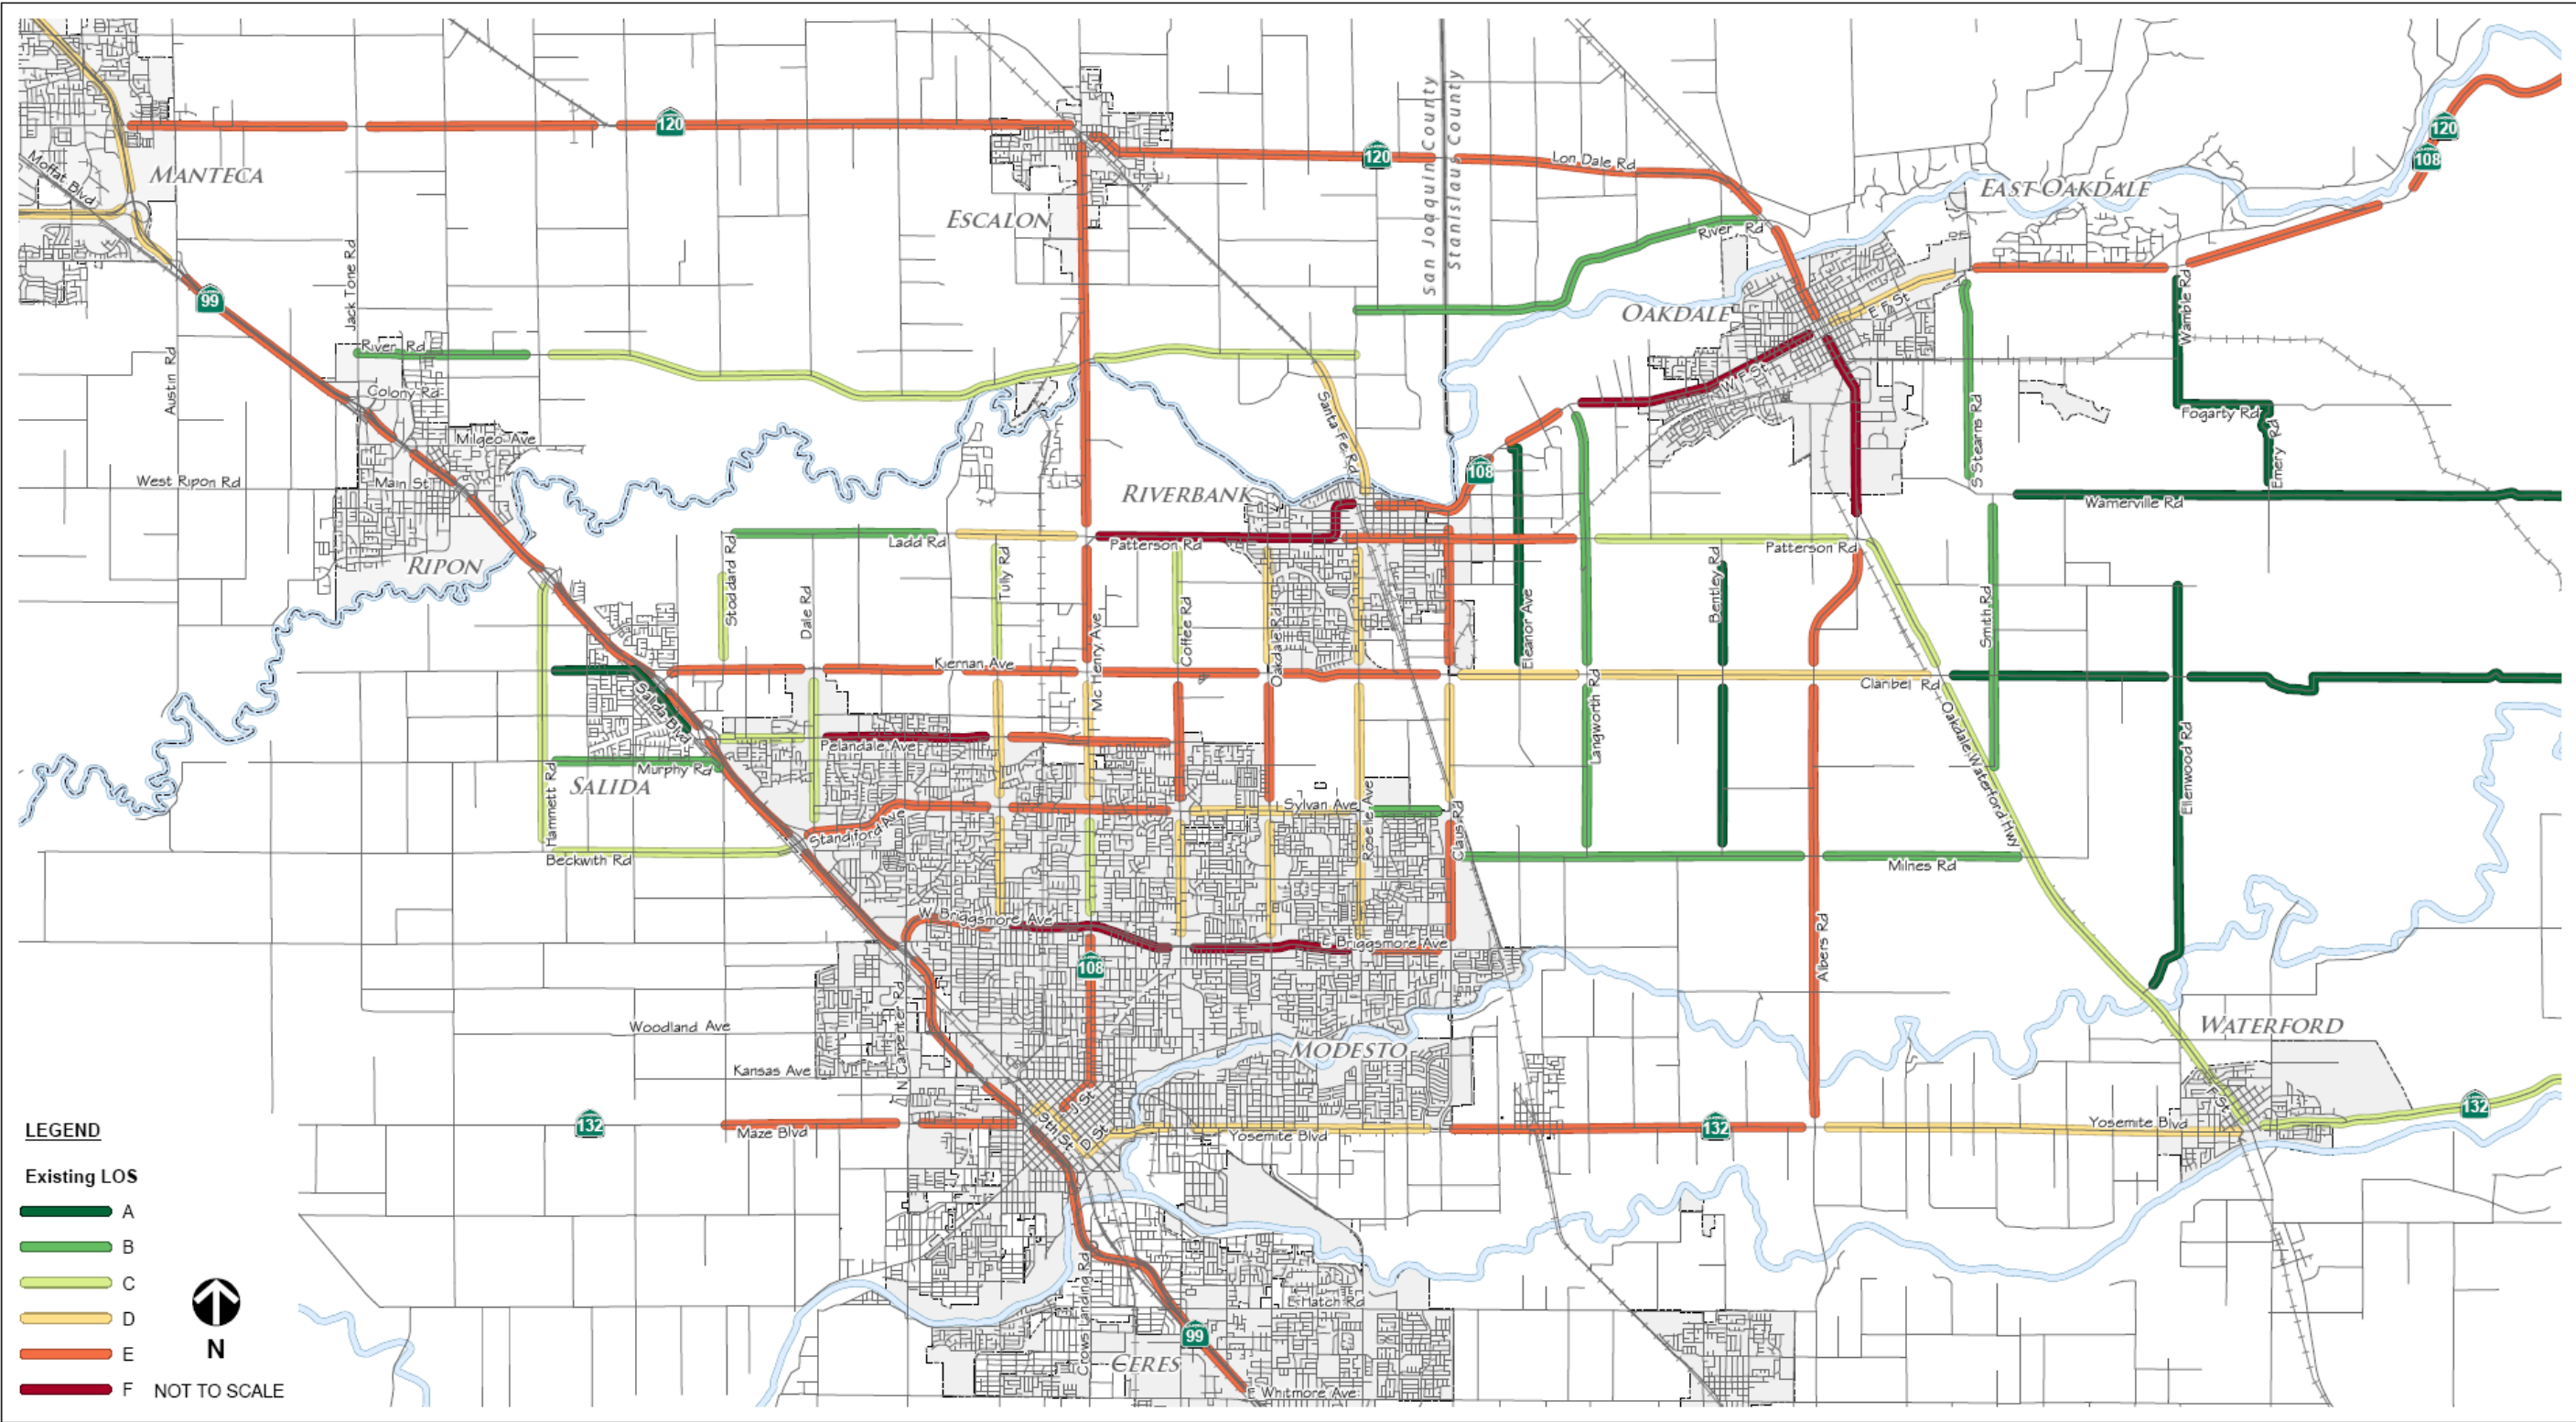 120
120
Lon Dale Rd
120
108
Moffat Blvd
MANTECA
ESCALON
San Joaquin County
Stanislaus County
EAST OAKDALE
River Rd
99
Jack Tone Rd
OAKDALE
E F St
Wamble Rd
Austin Rd
River Rd
Colony Rd
Milgeo Ave
Santa Fe Rd
W F St
Fogarty Rd
Emery Rd
S Stearns Rd
West Ripon Rd
Main St
RIVERBANK
108
Warnerville Rd
RIPON
Stoddard Rd
Ladd Rd
Tully Rd
Patterson Rd
Patterson Rd
Dale Rd
Mc Henry Ave
Coffee Rd
Oakdale Rd
Eleanor Ave
Bentley Rd
Smith Rd
Kiernan Ave
Claribel Rd
Salida Blvd
Langworth Rd
Oakdale Waterford Hwy
Ellenwood Rd
Pelandale Ave
Murphy Rd
SALIDA
Hammett Rd
Standiford Ave
Sylvan Ave
Roselle Ave
Claus Rd
Beckwith Rd
Milnes Rd
W Briggsmore Ave
E Briggsmore Ave
Albers Rd
108
N Carpenter Rd
Woodland Ave
MODESTO
WATERFORD
Kansas Ave
J St
F St
132
Maze Blvd
9th St
D St
Yosemite Blvd
132
Yosemite Blvd
132
LEGEND
Existing LOS
A
B
C
D
E
F
N
NOT TO SCALE
Crows Landing Rd
E Hatch Rd
99
CERES
E Whitmore Ave